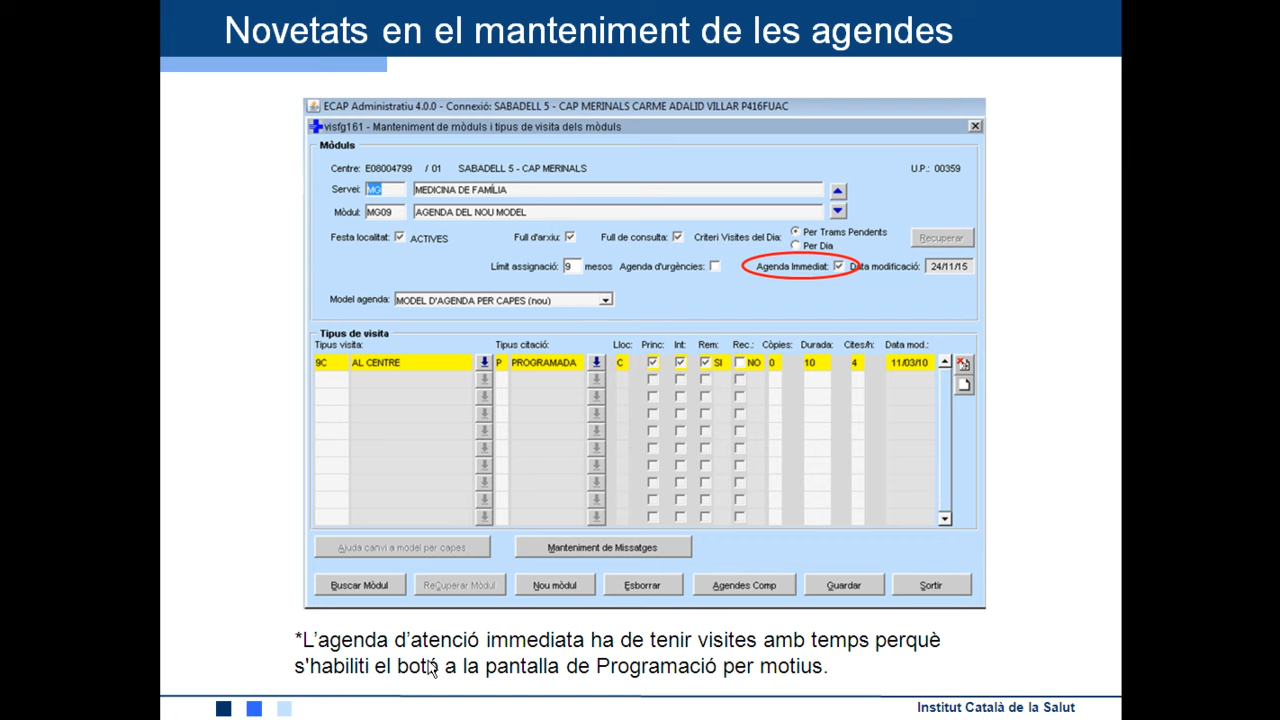 Novetats en el manteniment de les agendes
ECAP Administratiu 4.0.0 - Connexió: SABADELL 5 - CAP MERINALS CARME ADALID VILLAR P416FUAC
visfg161 - Manteniment de mòduls i tipus de visita dels mòduls
Mòduls
Centre: E08004799 / 01 SABADELL 5 - CAP MERINALS U.P.: 00359
Servei: MG MEDICINA DE FAMÍLIA
Mòdul: MG09 AGENDA DEL NOU MODEL
Festa localitat: ACTIVES Full d'arxiu: Full de consulta: Criteri Visites del Dia: Per Trams Pendents
Per Dia
Recuperar
Límit assignació: 9 mesos Agenda d'urgències: Agenda Immediat: Data modificació: 24/11/15
Model agenda: MODEL D'AGENDA PER CAPES (nou)
Tipus de visita
Tipus visita: Tipus citació: Lloc: Princ: Int: Rem: Rec.: Còpies: Durada: Cites/h: Data mod.:
9C AL CENTRE P PROGRAMADA C SI NO 0 10 4 11/03/10
Ajuda canvi a model per capes Manteniment de Missatges
Buscar Mòdul ReCuperar Mòdul Nou mòdul Esborrar Agendes Comp Guardar Sortir
*L'agenda d'atenció immediata ha de tenir visites amb temps perquè
s'habiliti el botó a la pantalla de Programació per motius.
Institut Català de la Salut